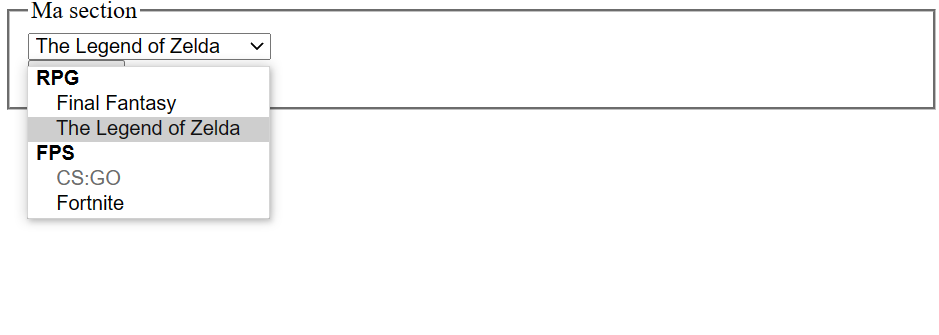 Ma section
The Legend of Zelda
RPG
Final Fantasy
The Legend of Zelda
FPS
CS:GO
Fortnite